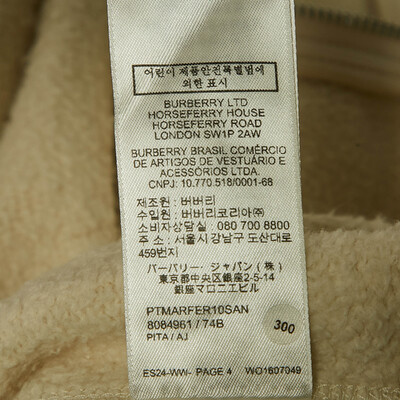 어린이 제품안전특별법에
의한 표시
BURBERRY LTD
HORSEFERRY HOUSE
HORSEFERRY ROAD
LONDON SW1P 2AW
BURBERRY BRASIL COMÉRCIO
DE ARTIGOS DE VESTUÁRIO E
ACESSÓRIOS LTDA.
CNPJ: 10.770.518/0001-68
제조원 : 버버리
수입원 : 버버리코리아㈜
소비자상담실 : 080 700 8800
주 소 : 서울시 강남구 도산대로
459번지
バーバリー・ジャパン(株)
東京都中央区銀座2-5-14
銀座マロニエビル
PTMARFER10SAN
8084961 / 74B
300
PITA / AJ
ES24-WW- PAGE 4 WO1807049